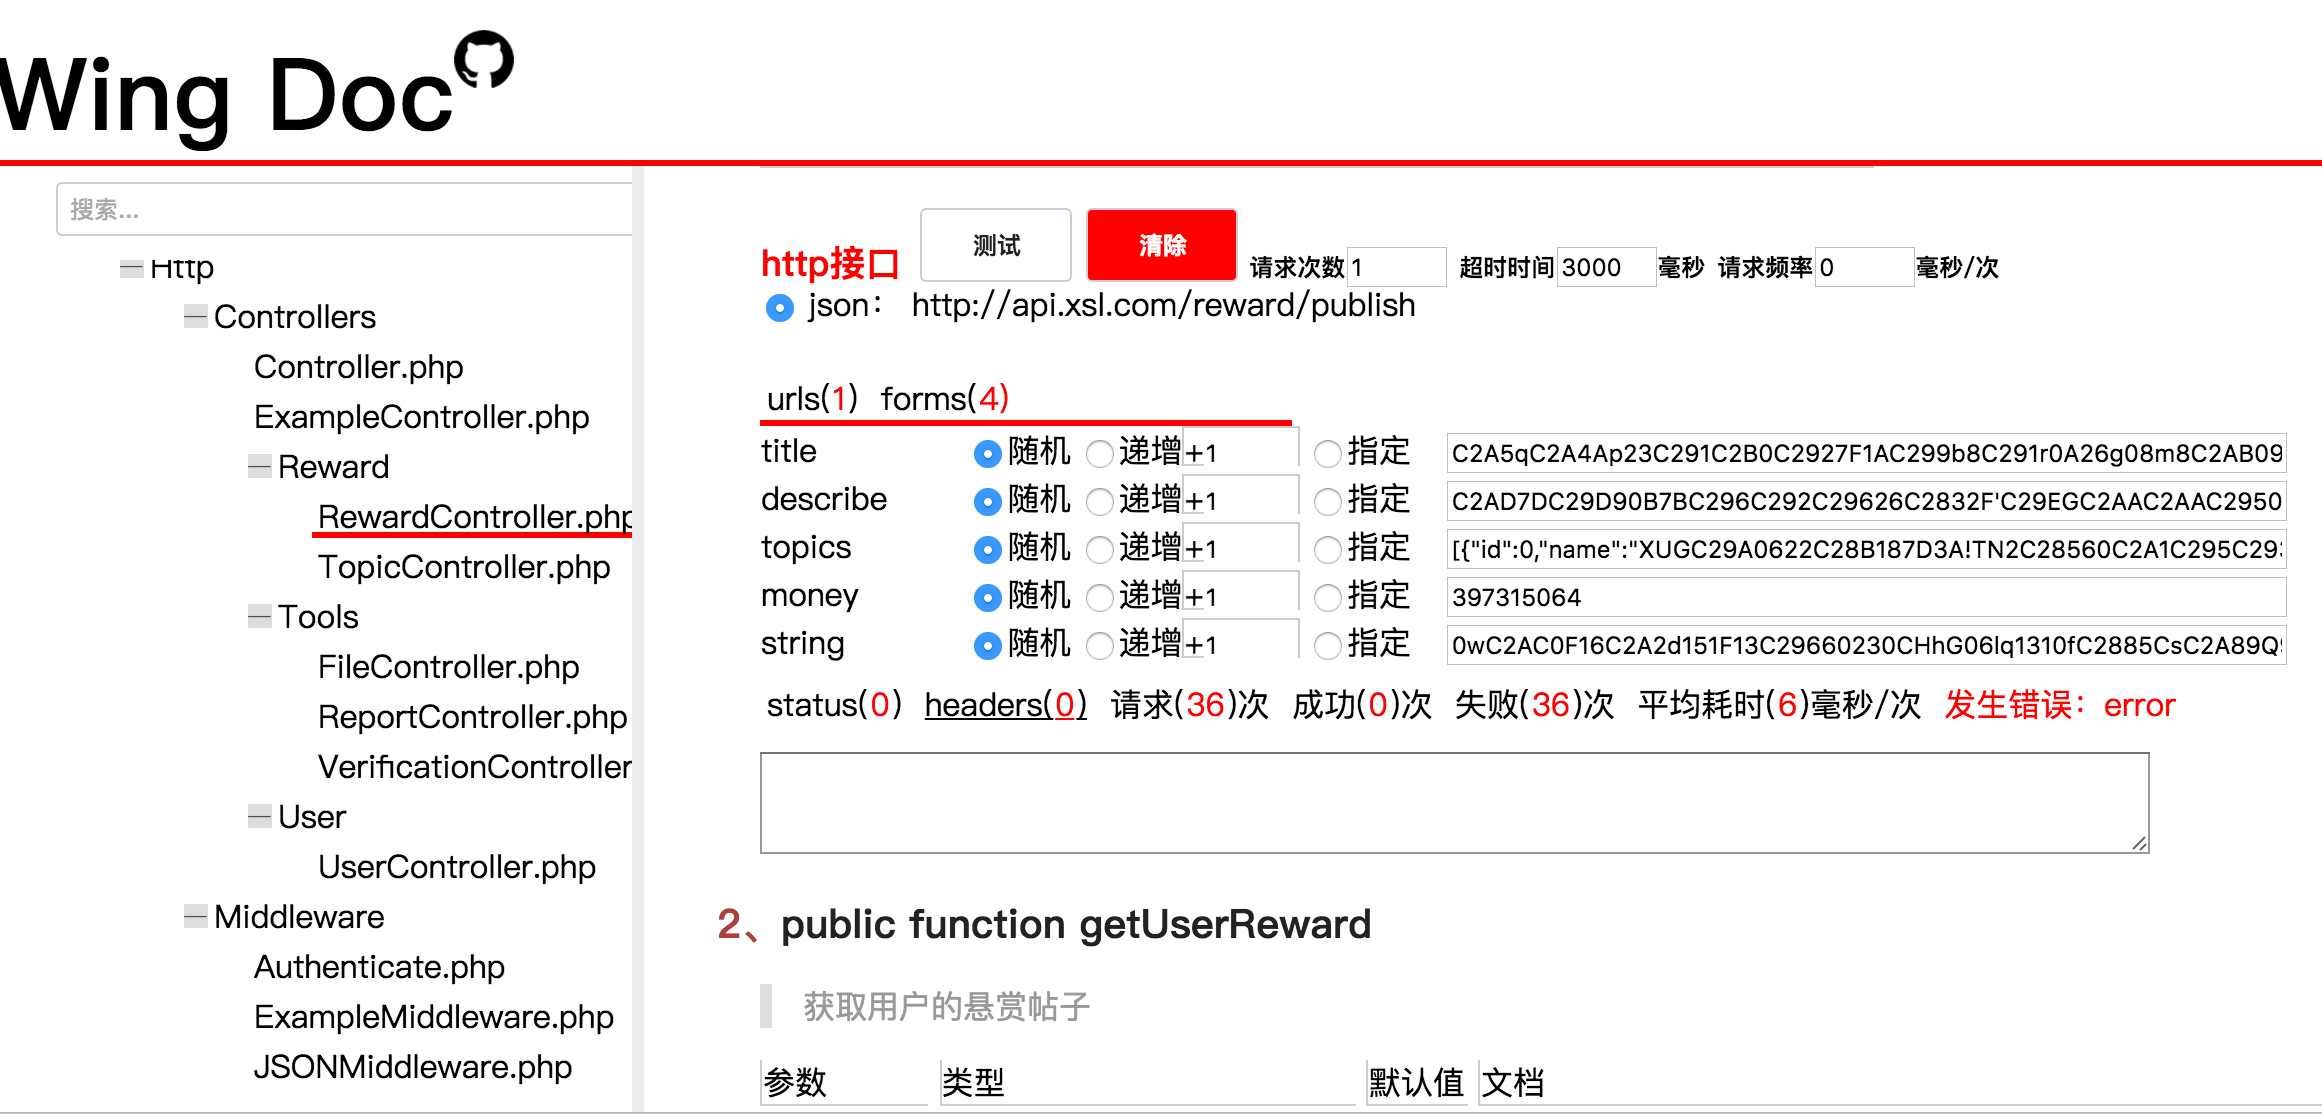 Wing Doc
搜索...
Http
Controllers
Controller.php
ExampleController.php
Reward
RewardController.php
TopicController.php
Tools
FileController.php
ReportController.php
VerificationController
User
UserController.php
Middleware
Authenticate.php
ExampleMiddleware.php
JSONMiddleware.php
http接口 测试 清除 请求次数 1 超时时间 3000 毫秒 请求频率 0 毫秒/次
json： http://api.xsl.com/reward/publish
urls(1) forms(4)
title 随机 递增 +1 指定 C2A5qC2A4Ap23C291C2B0C2927F1AC299b8C291r0A26g08m8C2AB09
describe 随机 递增 +1 指定 C2AD7DC29D90B7BC296C292C29626C2832F'C29EGC2AAC2AAC2950
topics 随机 递增 +1 指定 [{"id":0,"name":"XUGC29A0622C28B187D3A!TN2C28560C2A1C295C293
money 随机 递增 +1 指定 397315064
string 随机 递增 +1 指定 0wC2AC0F16C2A2d151F13C29660230CHhG06lq1310fC2885CsC2A89Q9
status(0) headers(0) 请求(36)次 成功(0)次 失败(36)次 平均耗时(6)毫秒/次 发生错误：error
2、public function getUserReward
获取用户的悬赏帖子
参数 类型 默认值 文档